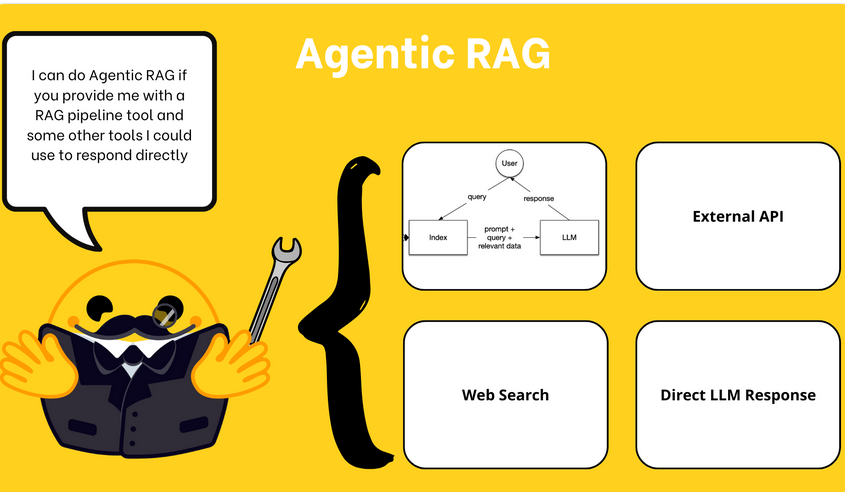 Agentic RAG
I can do Agentic RAG if
you provide me with a
RAG pipeline tool and
some other tools I could
use to respond directly
User
query
response
Index
prompt +
query +
relevant data
LLM
External API
Web Search
Direct LLM Response